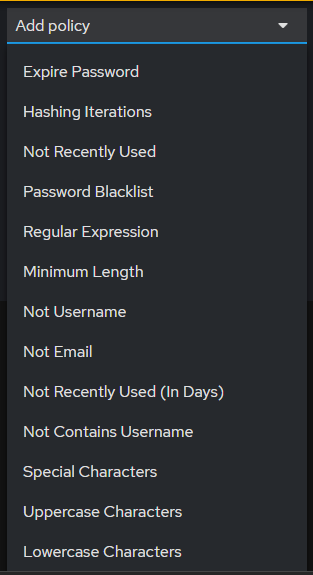 Add policy
Expire Password
Hashing Iterations
Not Recently Used
Password Blacklist
Regular Expression
Minimum Length
Not Username
Not Email
Not Recently Used (In Days)
Not Contains Username
Special Characters
Uppercase Characters
Lowercase Characters